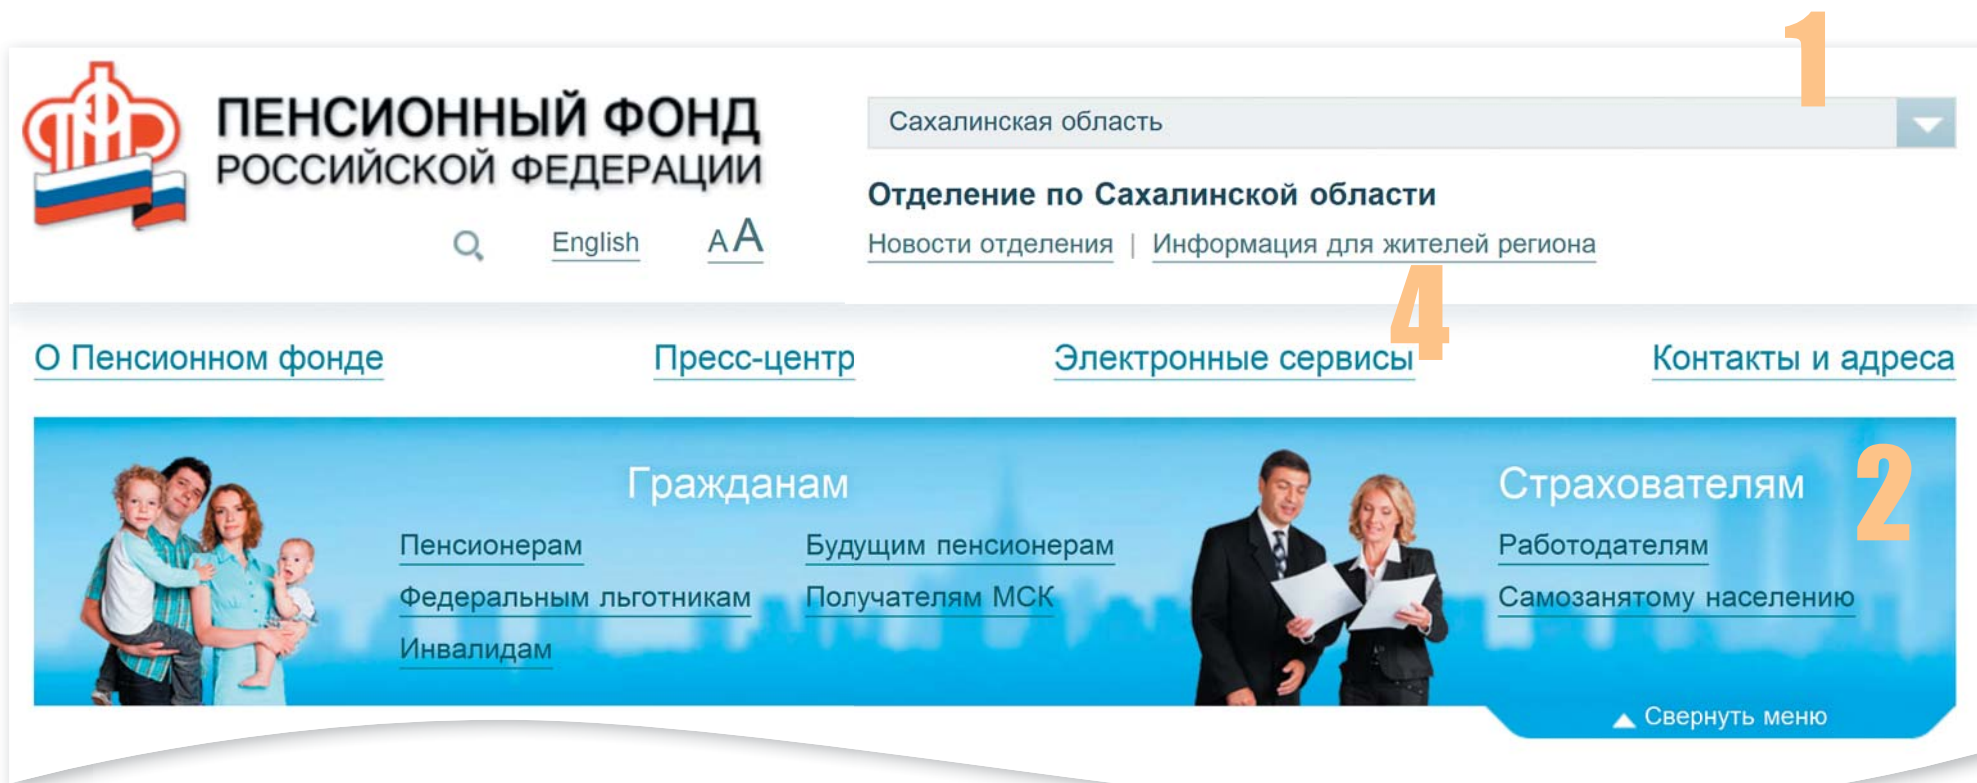 1
ПЕНСИОННЫЙ ФОНД
РОССИЙСКОЙ ФЕДЕРАЦИИ
English
AA
Сахалинская область
Отделение по Сахалинской области
Новости отделения | Информация для жителей региона
4
О Пенсионном фонде
Пресс-центр
Электронные сервисы
Контакты и адреса
Гражданам
Пенсионерам
Будущим пенсионерам
Федеральным льготникам
Получателям МСК
Инвалидам
Страхователям
2
Работодателям
Самозанятому населению
Свернуть меню